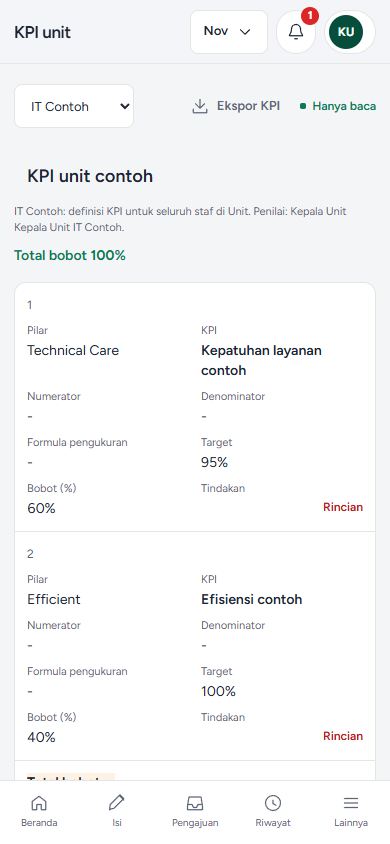 KPI unit
Nov
1
KU
IT Contoh
Ekspor KPI
Hanya baca
KPI unit contoh
IT Contoh: definisi KPI untuk seluruh staf di Unit. Penilai: Kepala Unit
Kepala Unit IT Contoh.
Total bobot 100%
1
Pilar
KPI
Technical Care
Kepatuhan layanan
contoh
Numerator
Denominator
-
-
Formula pengukuran
Target
-
95%
Bobot (%)
Tindakan
60%
Rincian
2
Pilar
KPI
Efficient
Efisiensi contoh
Numerator
Denominator
-
-
Formula pengukuran
Target
-
100%
Bobot (%)
Tindakan
40%
Rincian
Beranda
Isi
Pengajuan
Riwayat
Lainnya